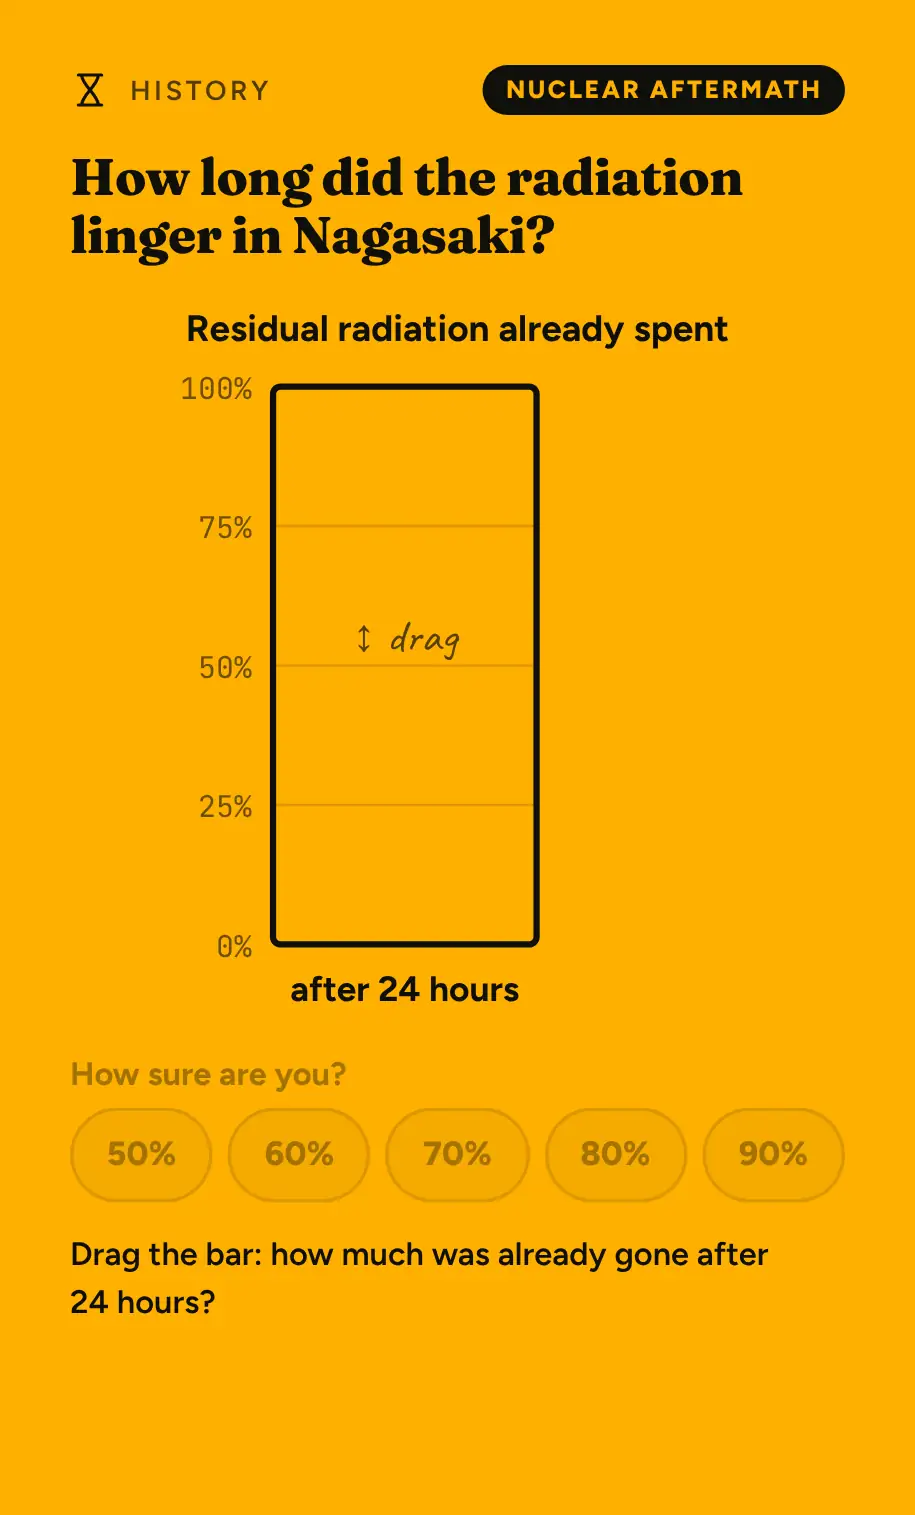 HISTORY
NUCLEAR AFTERMATH
How long did the radiation
linger in Nagasaki?
Residual radiation already spent
100%
75%
↕ drag
50%
25%
0%
after 24 hours
How sure are you?
50% 60% 70% 80% 90%
Drag the bar: how much was already gone after
24 hours?